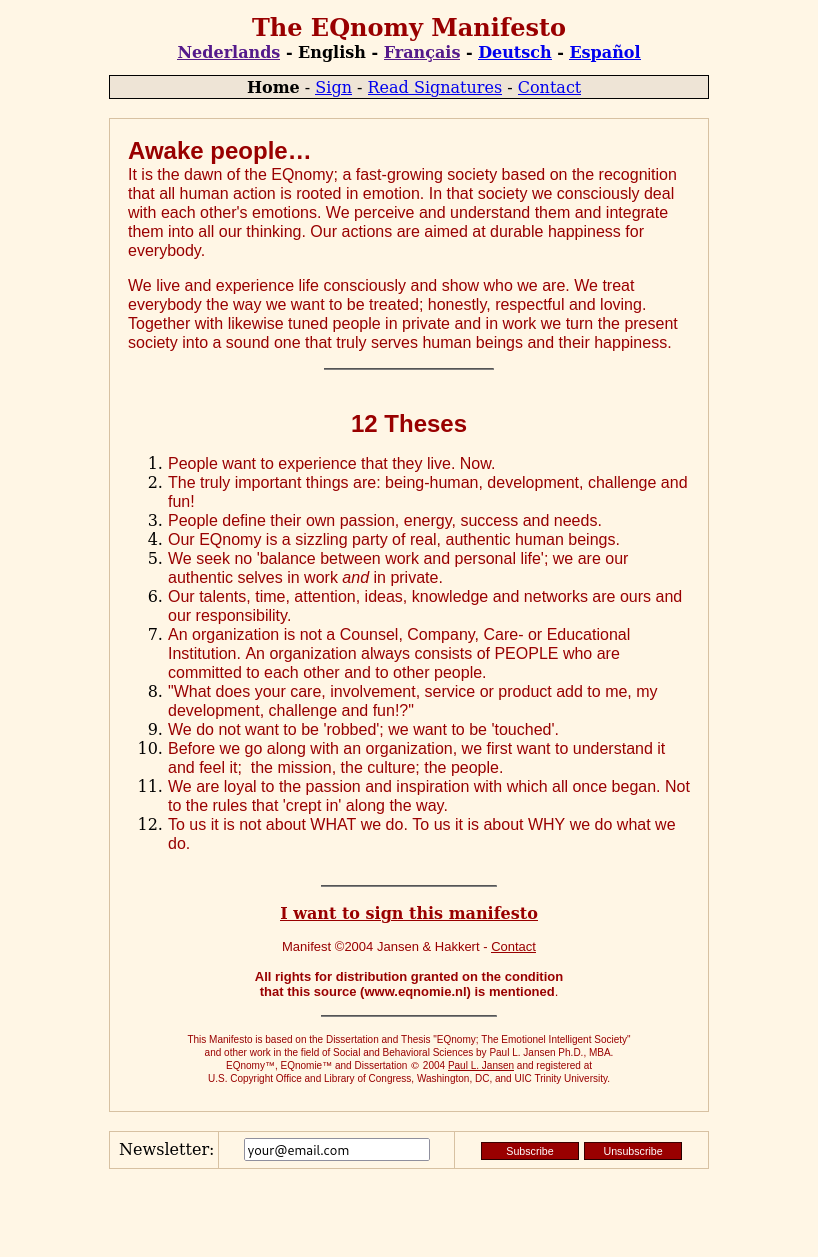 The EQnomy Manifesto
Nederlands - English - Français - Deutsch - Español
Home - Sign - Read Signatures - Contact
Awake people…
It is the dawn of the EQnomy; a fast-growing society based on the recognition
that all human action is rooted in emotion. In that society we consciously deal
with each other's emotions. We perceive and understand them and integrate
them into all our thinking. Our actions are aimed at durable happiness for
everybody.
We live and experience life consciously and show who we are. We treat
everybody the way we want to be treated; honestly, respectful and loving.
Together with likewise tuned people in private and in work we turn the present
society into a sound one that truly serves human beings and their happiness.
12 Theses
1. People want to experience that they live. Now.
2. The truly important things are: being-human, development, challenge and
fun!
3. People define their own passion, energy, success and needs.
4. Our EQnomy is a sizzling party of real, authentic human beings.
5. We seek no 'balance between work and personal life'; we are our
authentic selves in work and in private.
6. Our talents, time, attention, ideas, knowledge and networks are ours and
our responsibility.
7. An organization is not a Counsel, Company, Care- or Educational
Institution. An organization always consists of PEOPLE who are
committed to each other and to other people.
8. "What does your care, involvement, service or product add to me, my
development, challenge and fun!?"
9. We do not want to be 'robbed'; we want to be 'touched'.
10. Before we go along with an organization, we first want to understand it
and feel it;  the mission, the culture; the people.
11. We are loyal to the passion and inspiration with which all once began. Not
to the rules that 'crept in' along the way.
12. To us it is not about WHAT we do. To us it is about WHY we do what we
do.
I want to sign this manifesto
Manifest ©2004 Jansen & Hakkert - Contact
All rights for distribution granted on the condition
that this source (www.eqnomie.nl) is mentioned.
This Manifesto is based on the Dissertation and Thesis "EQnomy; The Emotionel Intelligent Society"
and other work in the field of Social and Behavioral Sciences by Paul L. Jansen Ph.D., MBA.
EQnomy™, EQnomie™ and Dissertation © 2004 Paul L. Jansen and registered at
U.S. Copyright Office and Library of Congress, Washington, DC, and UIC Trinity University.
Newsletter: your@email.com Subscribe Unsubscribe